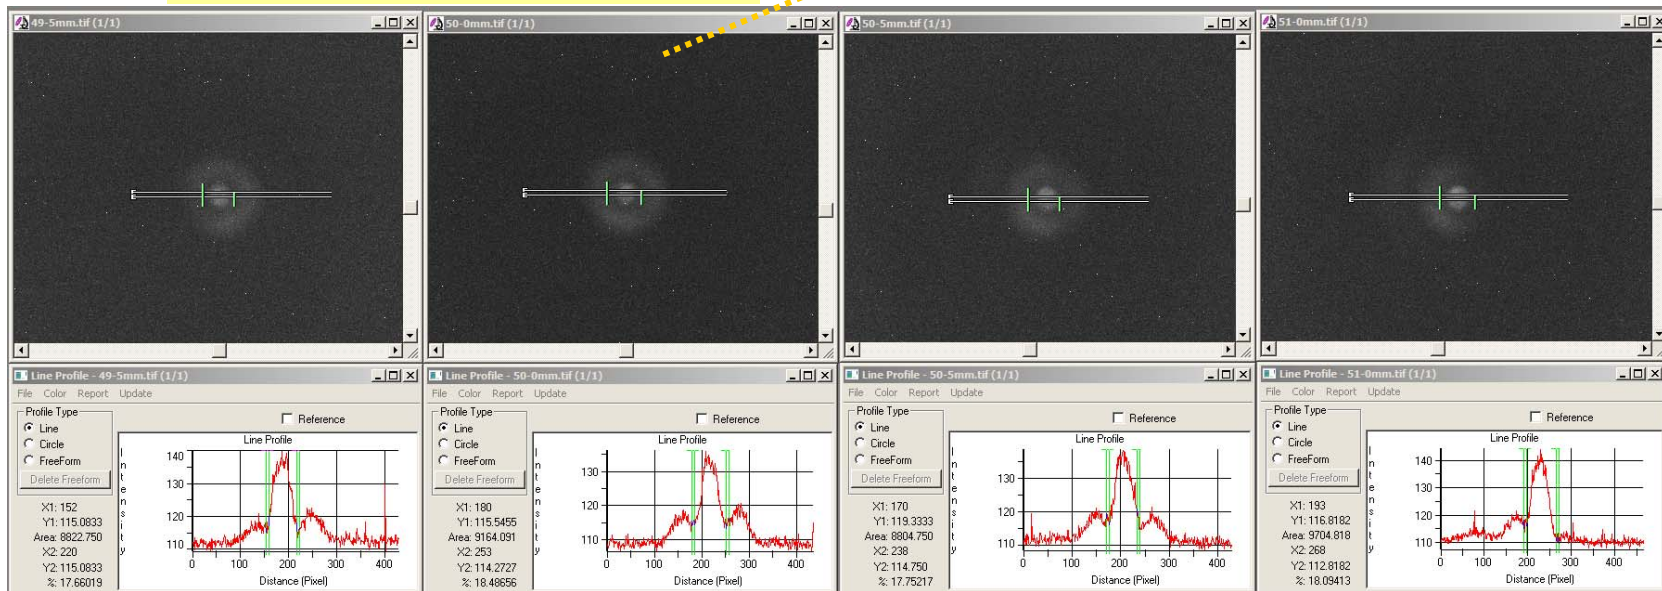 49-5mm.tif (1/1)
50-0mm.tif (1/1)
50-5mm.tif (1/1)
51-0mm.tif (1/1)
Line Profile - 49-5mm.tif (1/1)
File Color Report Update
Profile Type
Line
Circle
FreeForm
Delete Freeform
Reference
X1: 152
Y1: 115.0833
Area: 8822.750
X2: 220
Y2: 115.0833
%: 17.66019
Line Profile
Intensity
140
130
120
110
0 100 200 300 400
Distance (Pixel)
Line Profile - 50-0mm.tif (1/1)
File Color Report Update
Profile Type
Line
Circle
FreeForm
Delete Freeform
Reference
X1: 180
Y1: 115.5455
Area: 9164.091
X2: 253
Y2: 114.2727
%: 18.48656
Line Profile
Intensity
130
120
110
0 100 200 300 400
Distance (Pixel)
Line Profile - 50-5mm.tif (1/1)
File Color Report Update
Profile Type
Line
Circle
FreeForm
Delete Freeform
Reference
X1: 170
Y1: 119.3333
Area: 8804.750
X2: 238
Y2: 114.750
%: 17.75217
Line Profile
Intensity
130
120
110
0 100 200 300 400
Distance (Pixel)
Line Profile - 51-0mm.tif (1/1)
File Color Report Update
Profile Type
Line
Circle
FreeForm
Delete Freeform
Reference
X1: 193
Y1: 116.8182
Area: 9704.818
X2: 268
Y2: 112.8182
%: 18.09413
Line Profile
Intensity
140
130
120
110
0 100 200 300 400
Distance (Pixel)